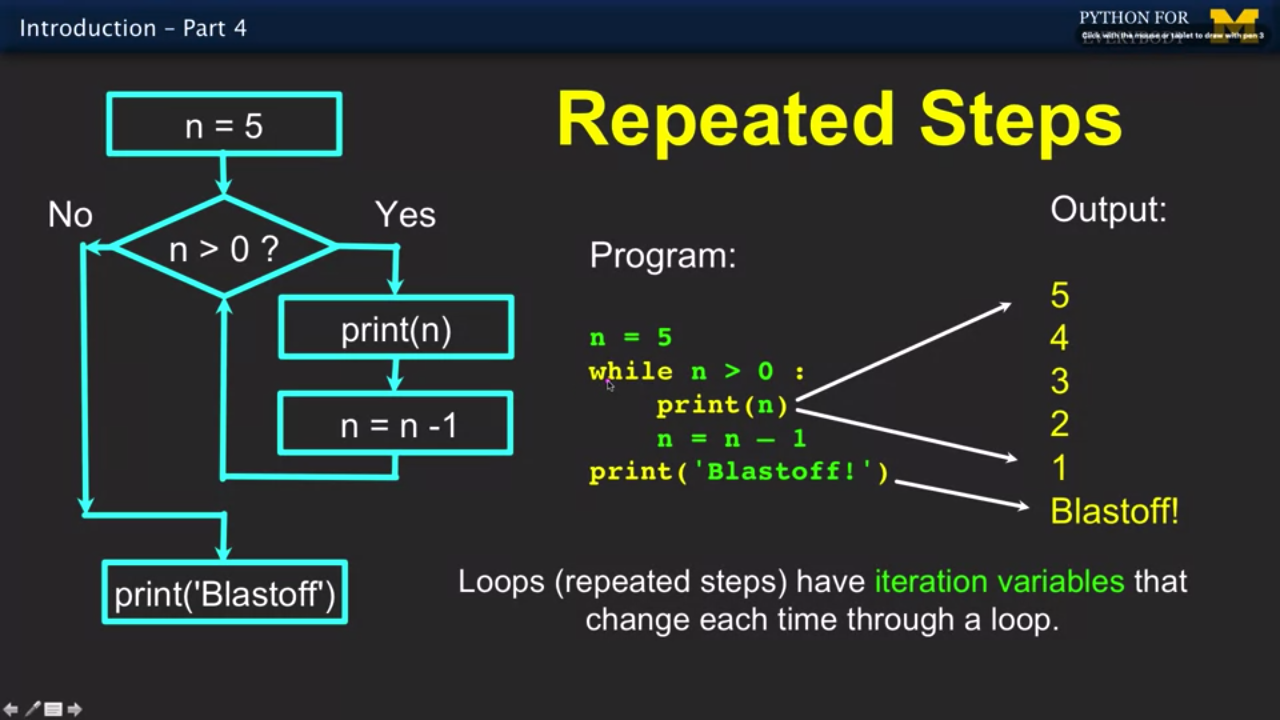 Introduction – Part 4
PYTHON FOR
EVERYBODY
Click with the mouse or tablet to draw with pen 3
Repeated Steps
n = 5
No
Yes
n > 0 ?
print(n)
n = n -1
print('Blastoff')
Program:
n = 5
while n > 0 :
    print(n)
    n = n – 1
print('Blastoff!')
Output:
5
4
3
2
1
Blastoff!
Loops (repeated steps) have iteration variables that
change each time through a loop.